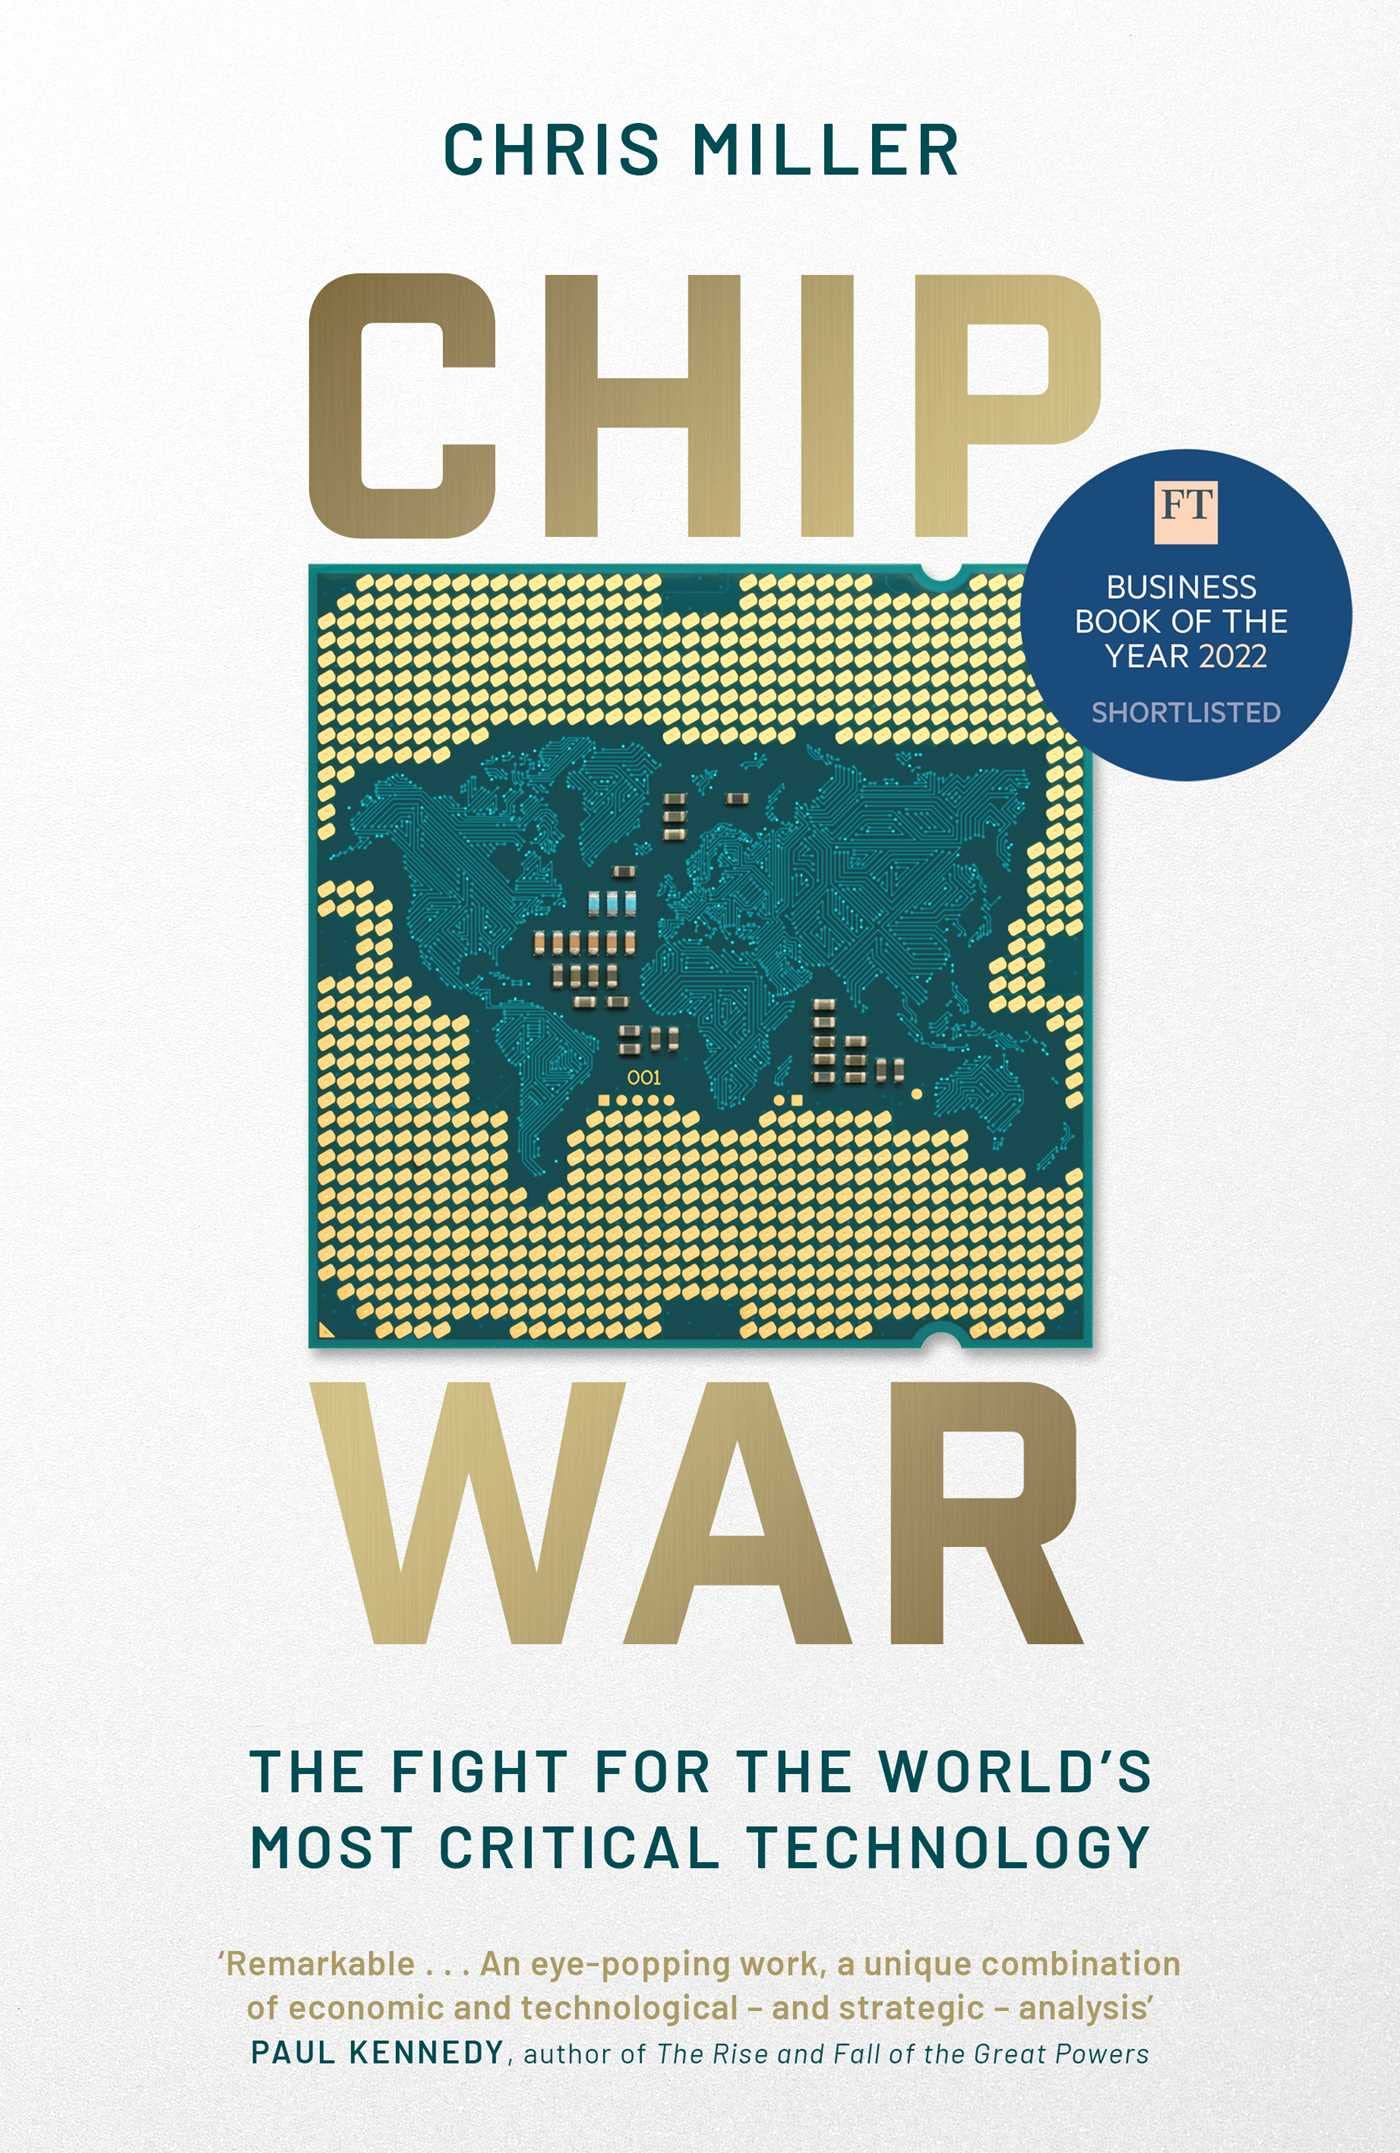 CHRIS MILLER
CHIP
FT
BUSINESS
BOOK OF THE
YEAR 2022
SHORTLISTED
001
WAR
THE FIGHT FOR THE WORLD’S
MOST CRITICAL TECHNOLOGY
‘Remarkable . . . An eye-popping work, a unique combination
of economic and technological – and strategic – analysis’
PAUL KENNEDY, author of The Rise and Fall of the Great Powers